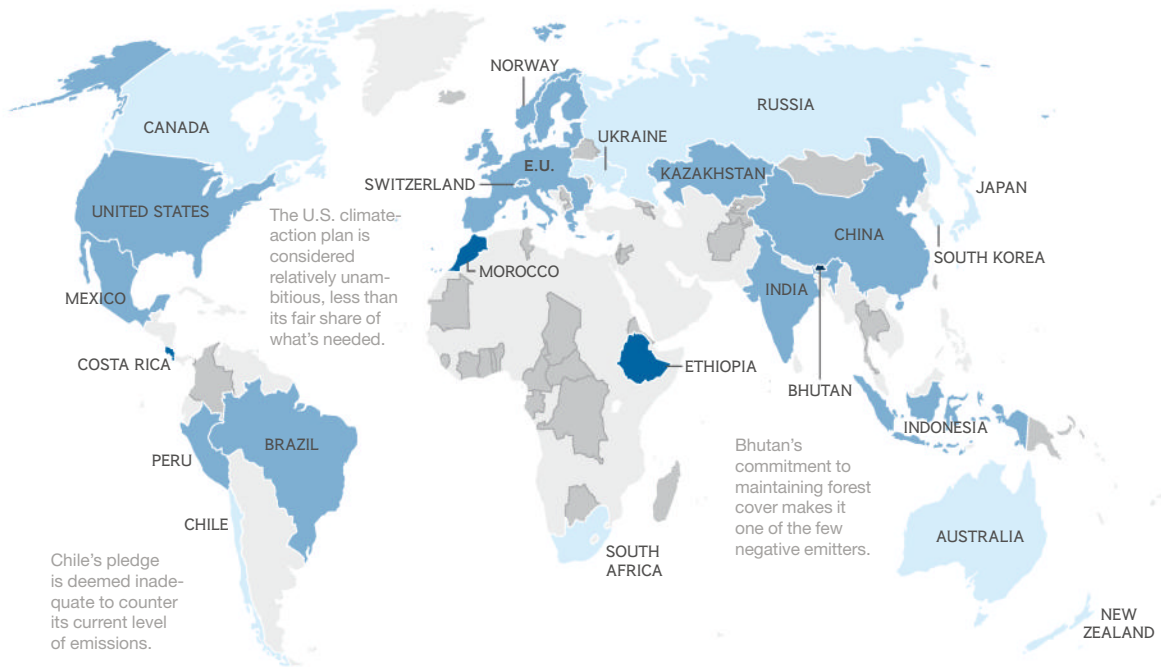 NORWAY
RUSSIA
CANADA
UKRAINE
E.U.
KAZAKHSTAN
SWITZERLAND
JAPAN
UNITED STATES
The U.S. climate-
action plan is
considered
relatively unam-
bitious, less than
its fair share of
what’s needed.
CHINA
SOUTH KOREA
MOROCCO
INDIA
MEXICO
COSTA RICA
ETHIOPIA
BHUTAN
INDONESIA
BRAZIL
PERU
Bhutan’s
commitment to
maintaining forest
cover makes it
one of the few
negative emitters.
CHILE
AUSTRALIA
SOUTH
AFRICA
Chile’s pledge
is deemed inade-
quate to counter
its current level
of emissions.
NEW
ZEALAND